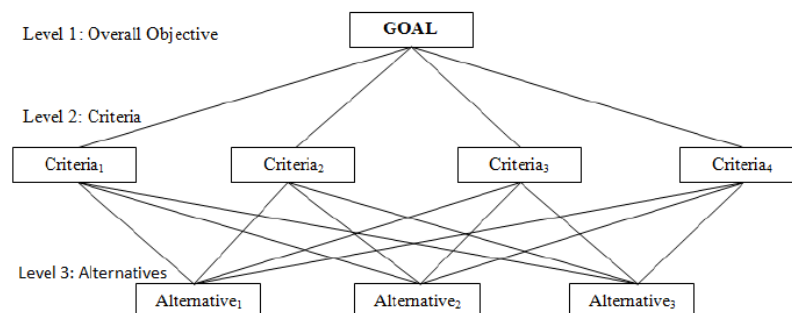 GOAL
Level 1: Overall Objective
Level 2: Criteria
Criteria₁ Criteria₂ Criteria₃ Criteria₄
Level 3: Alternatives
Alternative₁ Alternative₂ Alternative₃